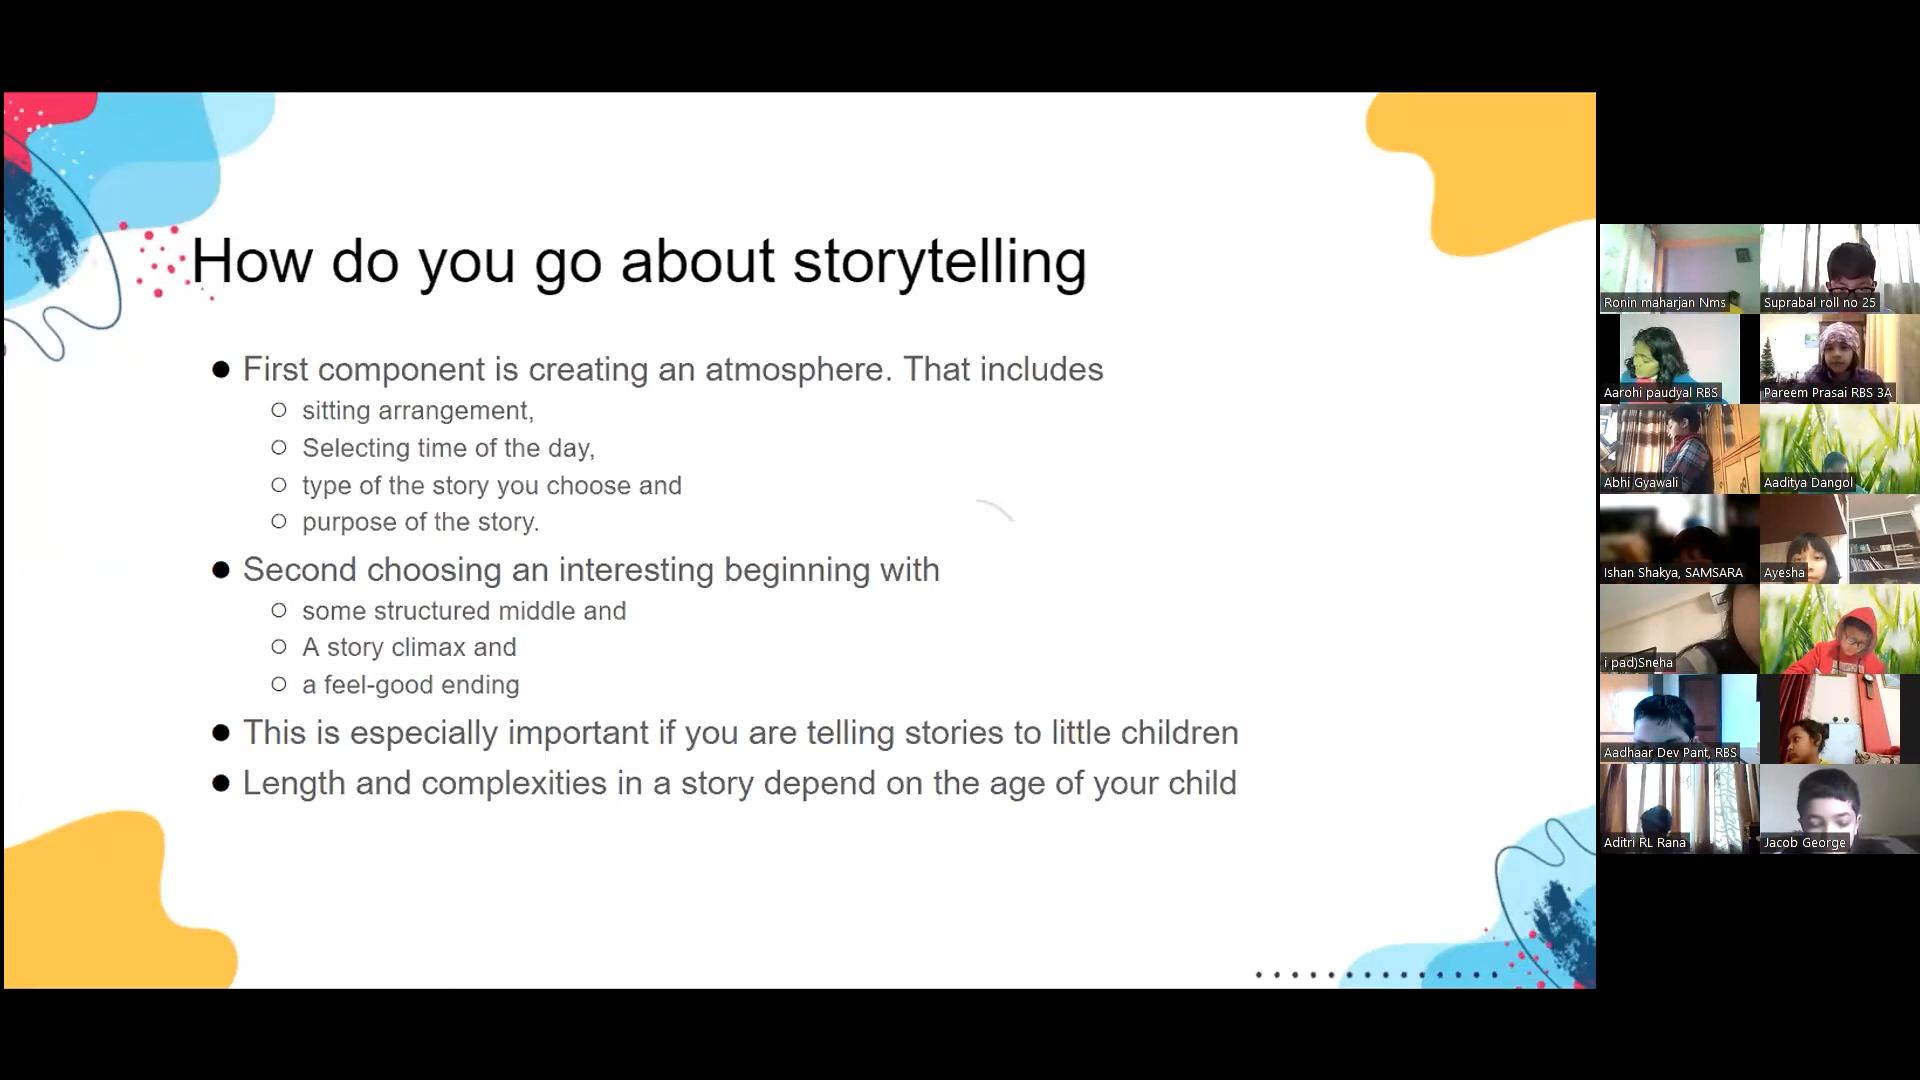 How do you go about storytelling
● First component is creating an atmosphere. That includes
○ sitting arrangement,
○ Selecting time of the day,
○ type of the story you choose and
○ purpose of the story.
● Second choosing an interesting beginning with
○ some structured middle and
○ A story climax and
○ a feel-good ending
● This is especially important if you are telling stories to little children
● Length and complexities in a story depend on the age of your child
Ronin maharjan Nms
Suprabal roll no 25
Aarohi paudyal RBS
Pareem Prasai RBS 3A
Abhi Gyawali
Aaditya Dangol
Ishan Shakya, SAMSARA
Ayesha
i pad)Sneha
Aadhaar Dev Pant, RBS
Aditri RL Rana
Jacob George